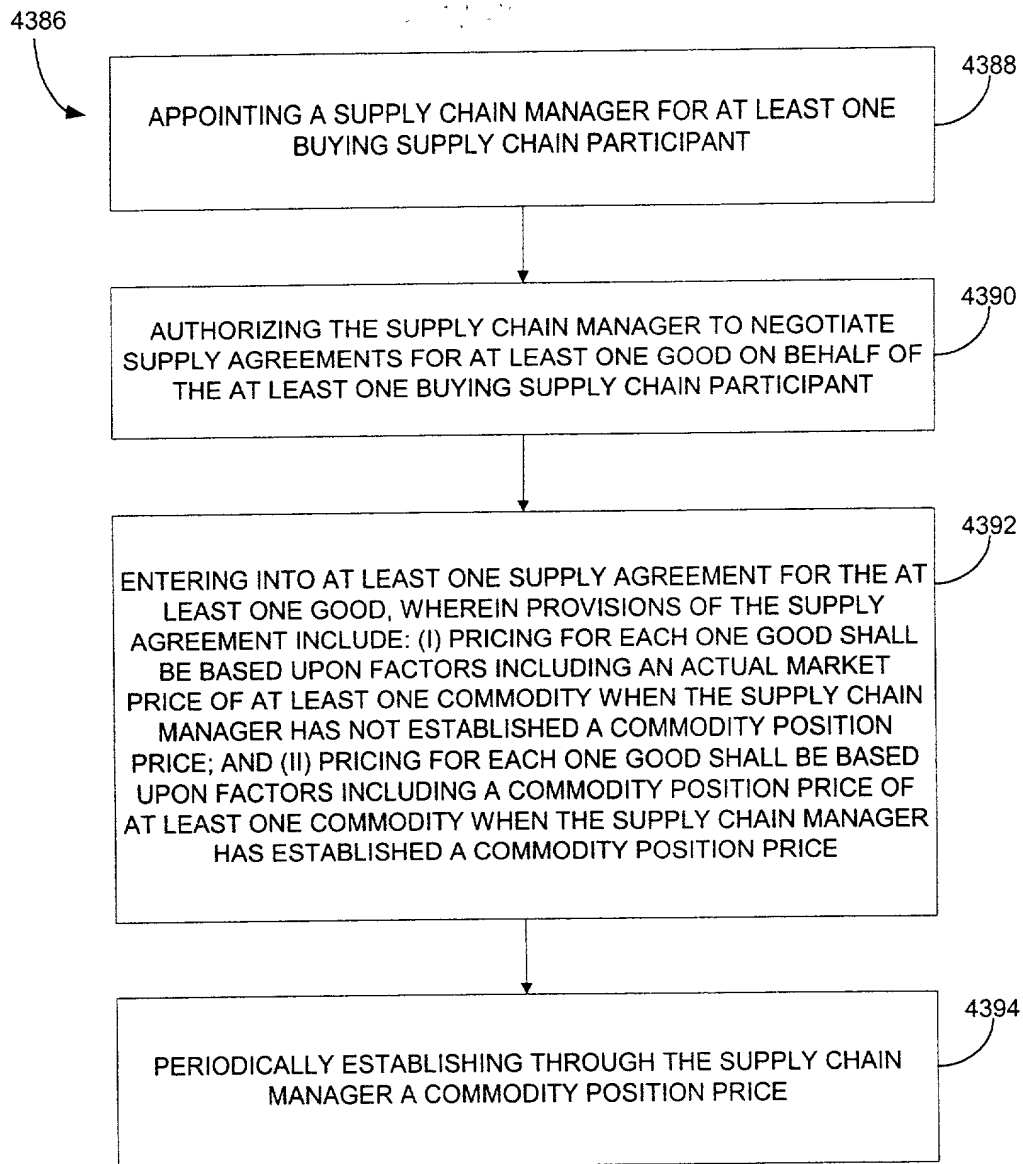 4386
4388
APPOINTING A SUPPLY CHAIN MANAGER FOR AT LEAST ONE
BUYING SUPPLY CHAIN PARTICIPANT
4390
AUTHORIZING THE SUPPLY CHAIN MANAGER TO NEGOTIATE
SUPPLY AGREEMENTS FOR AT LEAST ONE GOOD ON BEHALF OF
THE AT LEAST ONE BUYING SUPPLY CHAIN PARTICIPANT
4392
ENTERING INTO AT LEAST ONE SUPPLY AGREEMENT FOR THE AT
LEAST ONE GOOD, WHEREIN PROVISIONS OF THE SUPPLY
AGREEMENT INCLUDE: (I) PRICING FOR EACH ONE GOOD SHALL
BE BASED UPON FACTORS INCLUDING AN ACTUAL MARKET
PRICE OF AT LEAST ONE COMMODITY WHEN THE SUPPLY CHAIN
MANAGER HAS NOT ESTABLISHED A COMMODITY POSITION
PRICE; AND (II) PRICING FOR EACH ONE GOOD SHALL BE BASED
UPON FACTORS INCLUDING A COMMODITY POSITION PRICE OF
AT LEAST ONE COMMODITY WHEN THE SUPPLY CHAIN MANAGER
HAS ESTABLISHED A COMMODITY POSITION PRICE
4394
PERIODICALLY ESTABLISHING THROUGH THE SUPPLY CHAIN
MANAGER A COMMODITY POSITION PRICE